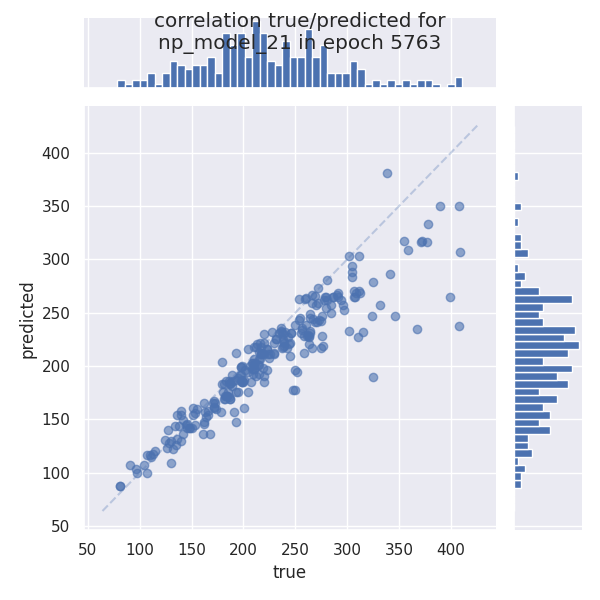 correlation true/predicted for
np_model_21 in epoch 5763
400
350
300
250
200
150
100
50
predicted
50 100 150 200 250 300 350 400
true